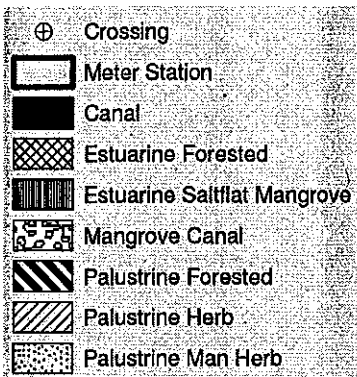 Crossing
Meter Station
Canal
Estuarine Forested
Estuarine Saltflat Mangrove
Mangrove Canal
Palustrine Forested
Palustrine Herb
Palustrine Man Herb